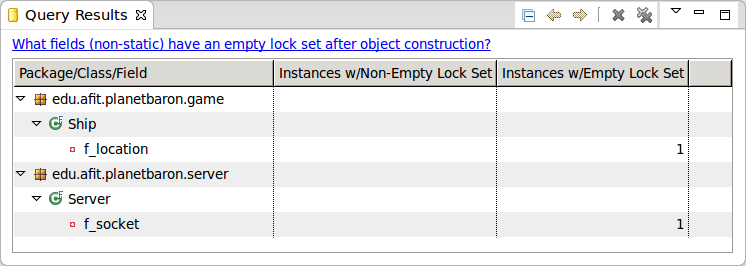 Query Results
What fields (non-static) have an empty lock set after object construction?
Package/Class/Field Instances w/Non-Empty Lock Set Instances w/Empty Lock Set
edu.afit.planetbaron.game
Ship
f_location 1
edu.afit.planetbaron.server
Server
f_socket 1